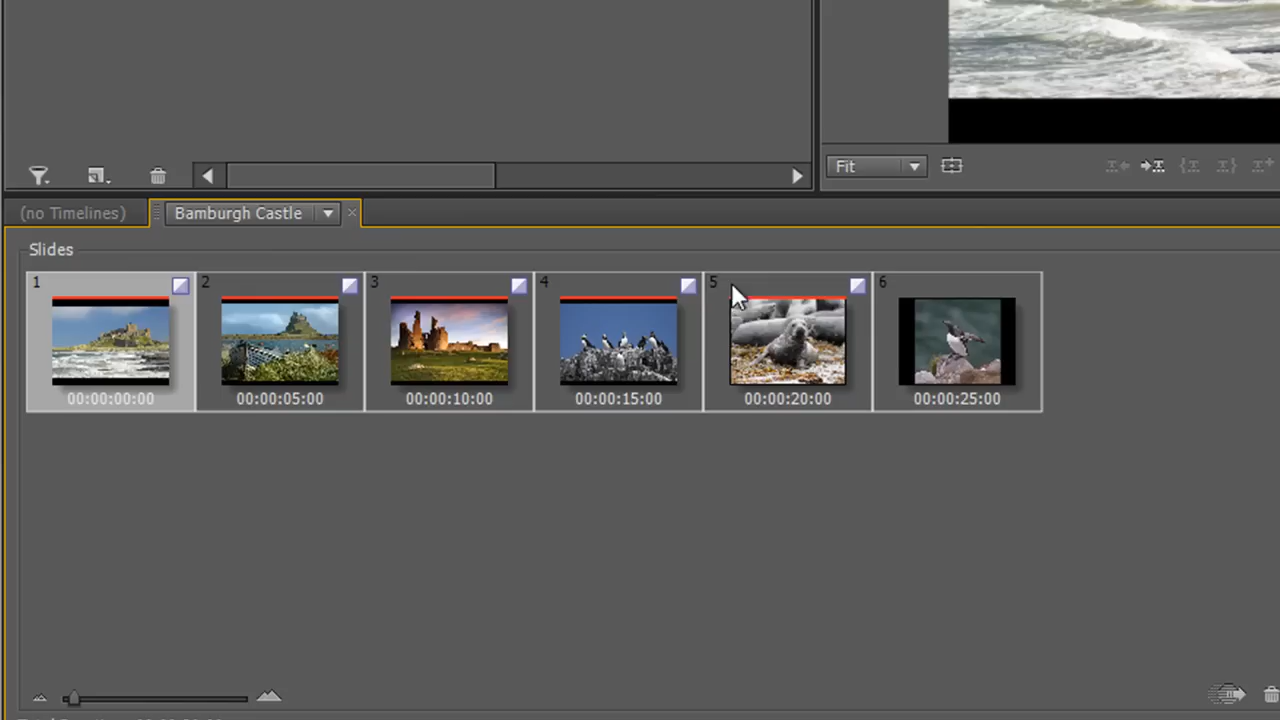 Fit
(no Timelines)
Bamburgh Castle
Slides
1 2 3 4 5 6
00:00:00:00 00:00:05:00 00:00:10:00 00:00:15:00 00:00:20:00 00:00:25:00